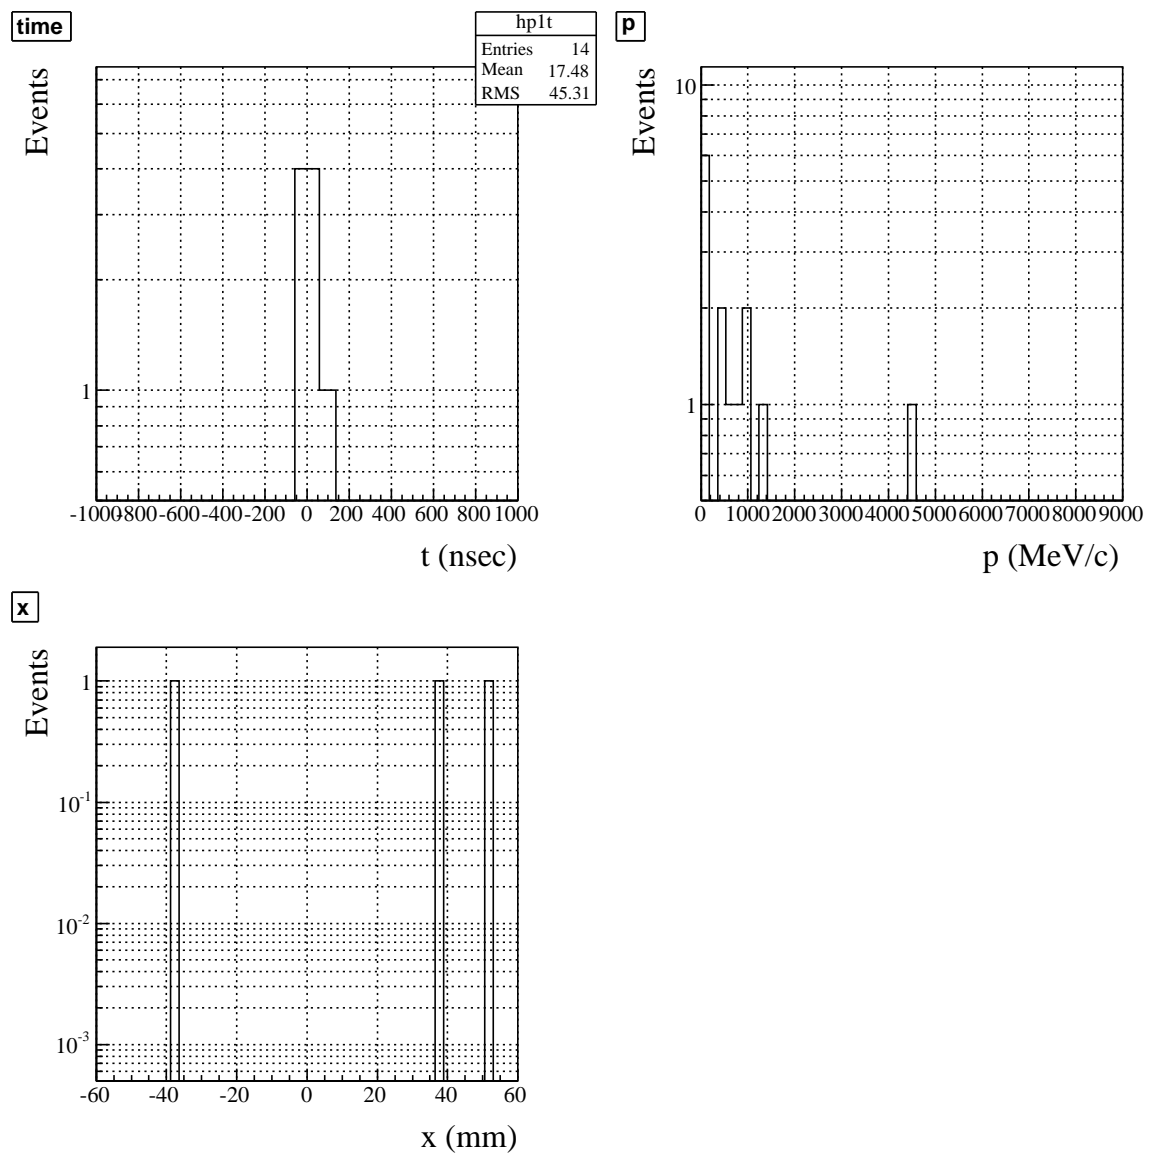 time
hp1t
Entries 14
Mean 17.48
RMS 45.31
Events
1
-1000 -800 -600 -400 -200 0 200 400 600 800 1000
t (nsec)
p
Events
10
1
0 1000 2000 3000 4000 5000 6000 7000 8000 9000
p (MeV/c)
x
Events
1
10-1
10-2
10-3
-60 -40 -20 0 20 40 60
x (mm)